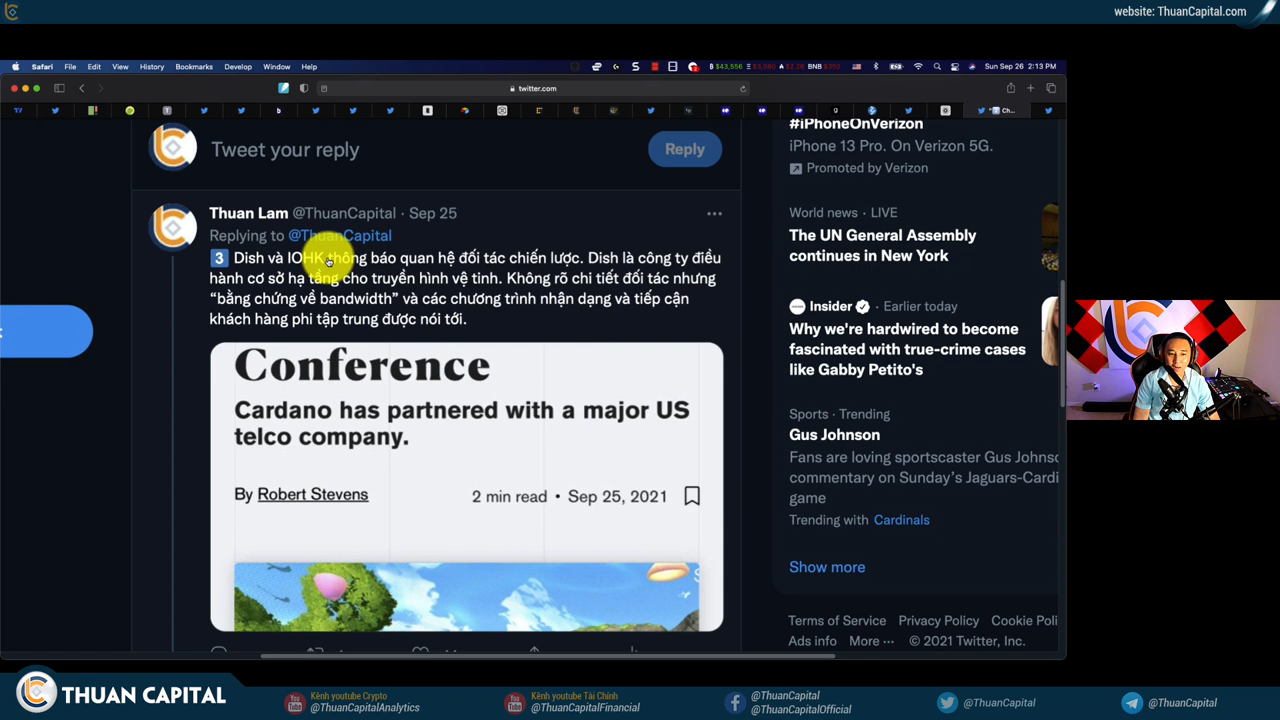 website: ThuanCapital.com
Safari File Edit View History Bookmarks Develop Window Help
Sun Sep 26 2:13 PM
twitter.com
Tweet your reply
Reply
Thuan Lam @ThuanCapital · Sep 25
Replying to @ThuanCapital
3 Dish và IOHK thông báo quan hệ đối tác chiến lược. Dish là công ty điều
hành cơ sở hạ tầng cho truyền hình vệ tinh. Không rõ chi tiết đối tác nhưng
“bằng chứng về bandwidth” và các chương trình nhận dạng và tiếp cận
khách hàng phi tập trung được nói tới.
Conference
Cardano has partnered with a major US
telco company.
By Robert Stevens
2 min read • Sep 25, 2021
#iPhoneOnVerizon
iPhone 13 Pro. On Verizon 5G.
Promoted by Verizon
World news · LIVE
The UN General Assembly
continues in New York
Insider · Earlier today
Why we're hardwired to become
fascinated with true-crime cases
like Gabby Petito's
Sports · Trending
Gus Johnson
Fans are loving sportscaster Gus Johnso
commentary on Sunday’s Jaguars-Cardi
game
Trending with Cardinals
Show more
Terms of Service Privacy Policy Cookie Poli
Ads info More ··· © 2021 Twitter, Inc.
THUAN CAPITAL
Kênh youtube Crypto
@ThuanCapitalAnalytics
Kênh youtube Tài Chính
@ThuanCapitalFinancial
@ThuanCapital
@ThuanCapitalOfficial
@ThuanCapital
@ThuanCapital